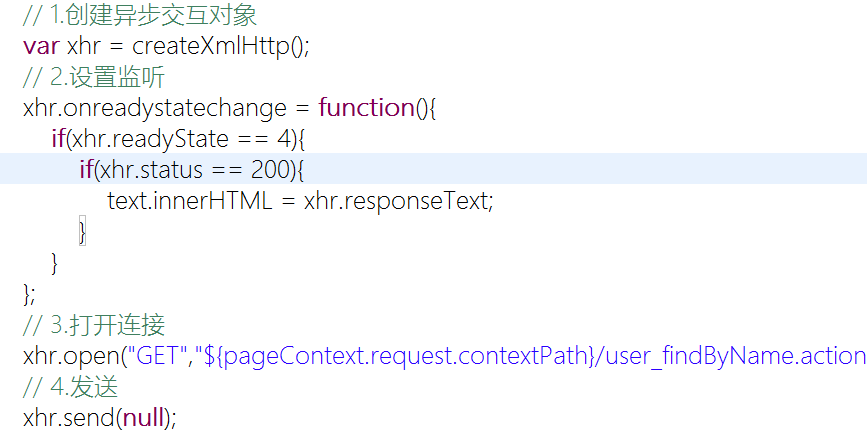 // 1.创建异步交互对象
var xhr = createXmlHttp();
// 2.设置监听
xhr.onreadystatechange = function(){
if(xhr.readyState == 4){
if(xhr.status == 200){
text.innerHTML = xhr.responseText;
}
}
};
// 3.打开连接
xhr.open("GET","${pageContext.request.contextPath}/user_findByName.action
// 4.发送
xhr.send(null);